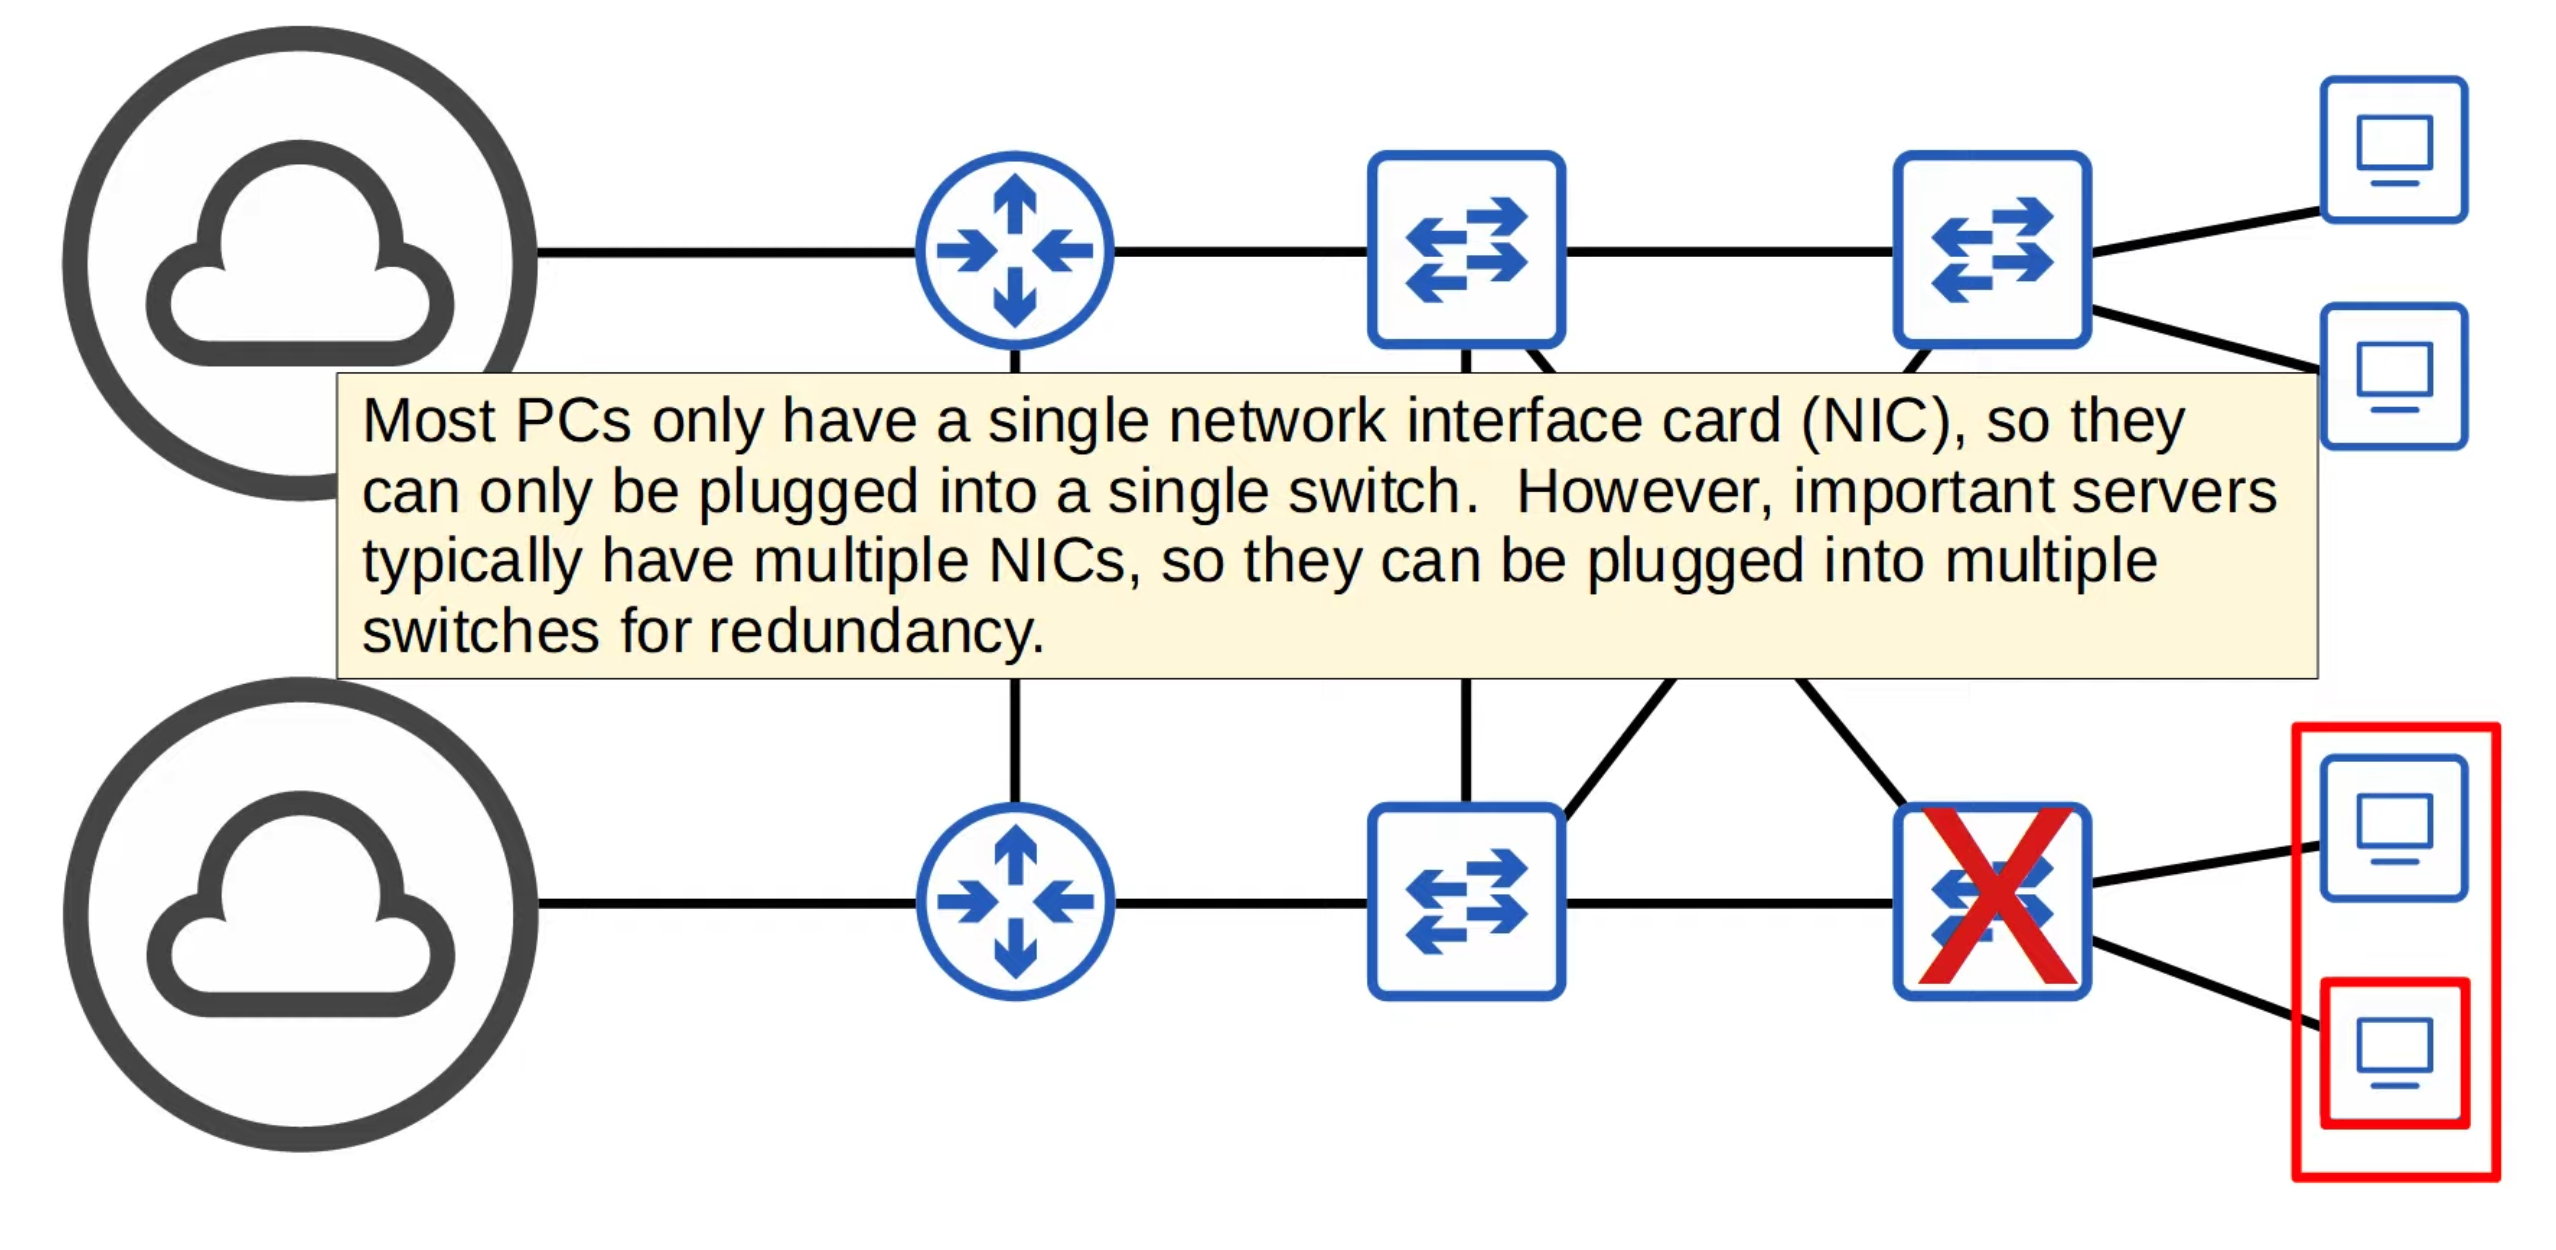 Most PCs only have a single network interface card (NIC), so they
can only be plugged into a single switch.  However, important servers
typically have multiple NICs, so they can be plugged into multiple
switches for redundancy.
X